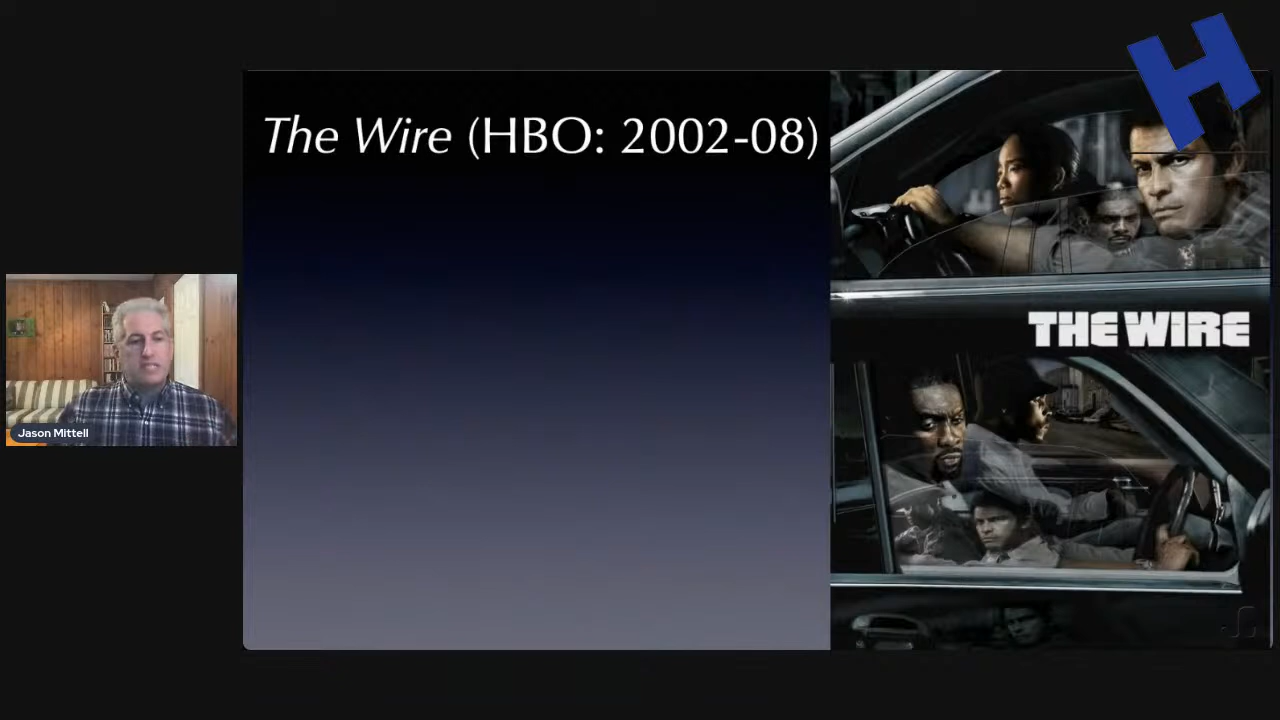 The Wire (HBO: 2002-08)
H
THE WIRE
Jason Mittell